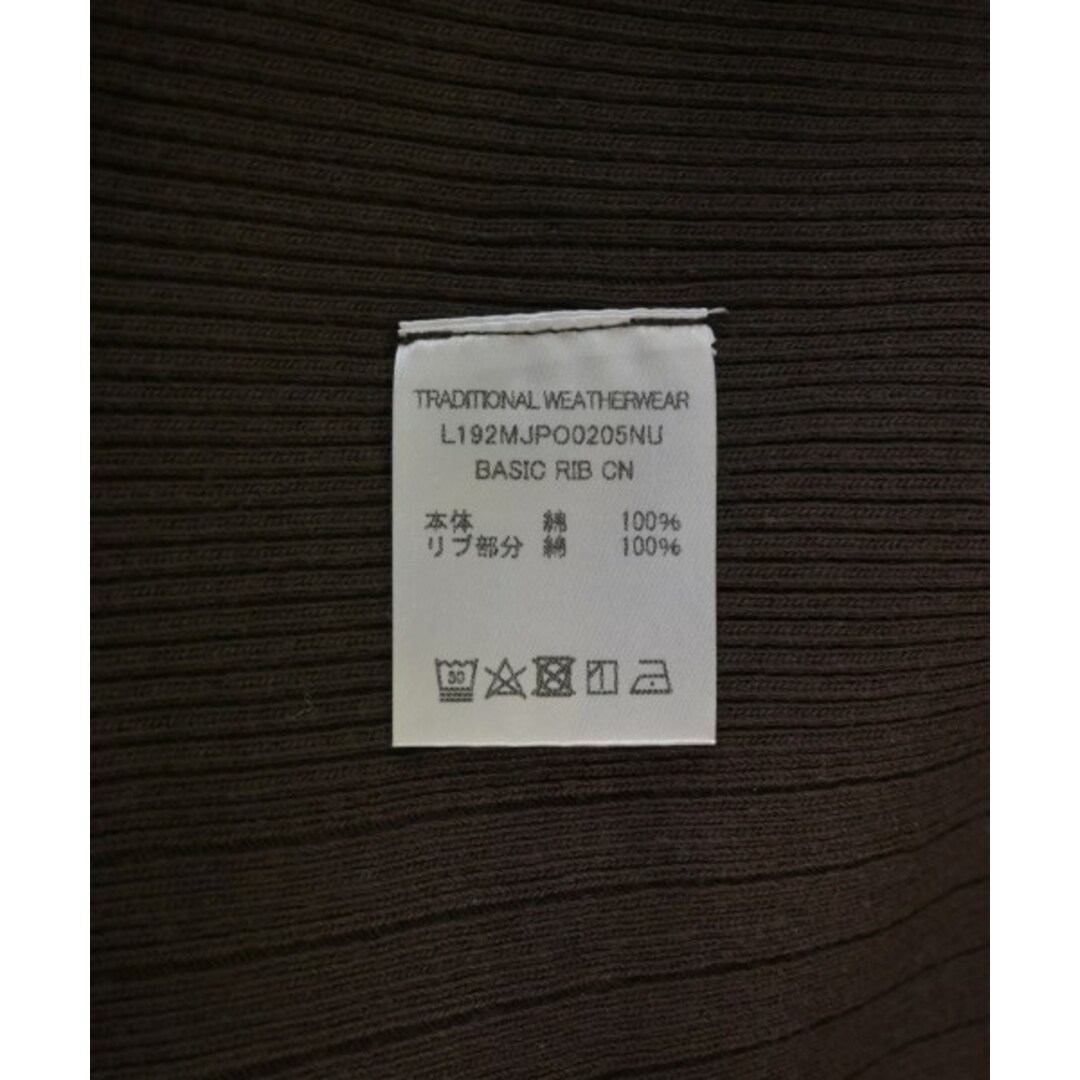 TRADITIONAL WEATHERWEAR
L192MJPO0205NU
BASIC RIB CN
本体 綿 100%
リブ部分 綿 100%
30